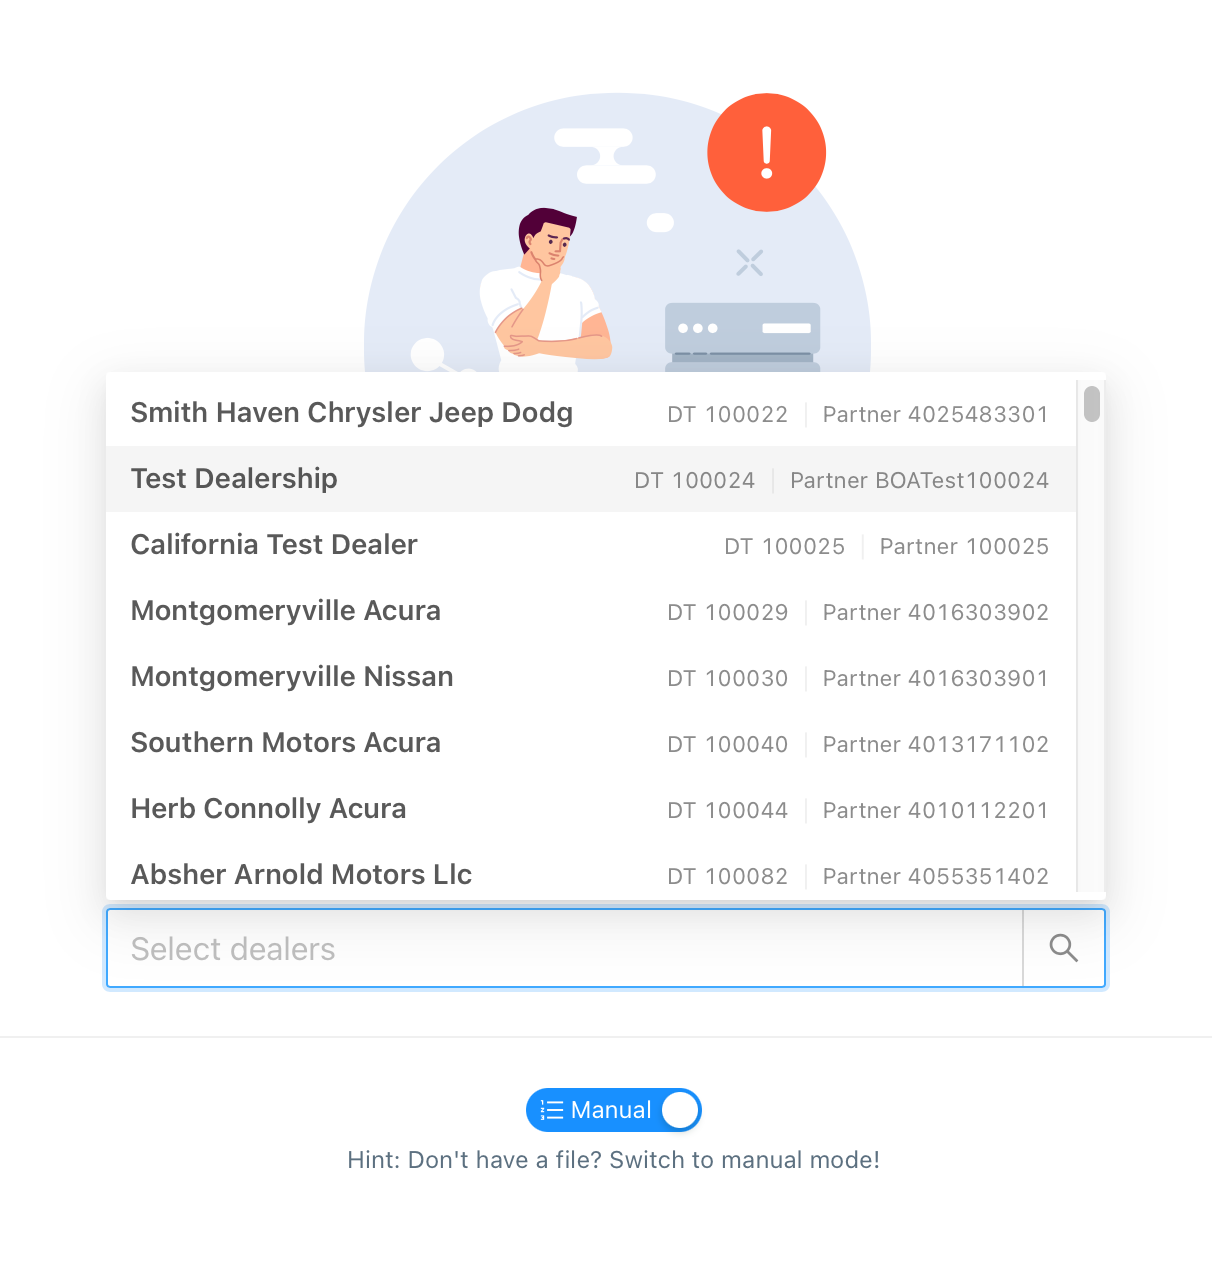 !
Smith Haven Chrysler Jeep Dodg DT 100022 Partner 4025483301
Test Dealership DT 100024 Partner BOATest100024
California Test Dealer DT 100025 Partner 100025
Montgomeryville Acura DT 100029 Partner 4016303902
Montgomeryville Nissan DT 100030 Partner 4016303901
Southern Motors Acura DT 100040 Partner 4013171102
Herb Connolly Acura DT 100044 Partner 4010112201
Absher Arnold Motors Llc DT 100082 Partner 4055351402
Select dealers
Manual
Hint: Don't have a file? Switch to manual mode!